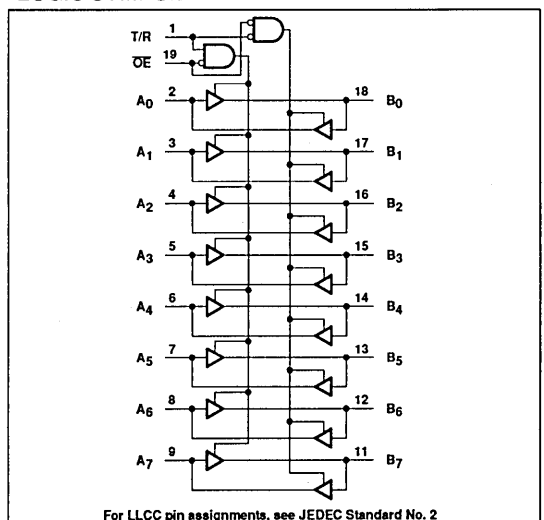 T/R 1
OE 19
A0 2 18 B0
A1 3 17 B1
A2 4 16 B2
A3 5 15 B3
A4 6 14 B4
A5 7 13 B5
A6 8 12 B6
A7 9 11 B7
For LLCC pin assignments, see JEDEC Standard No. 2